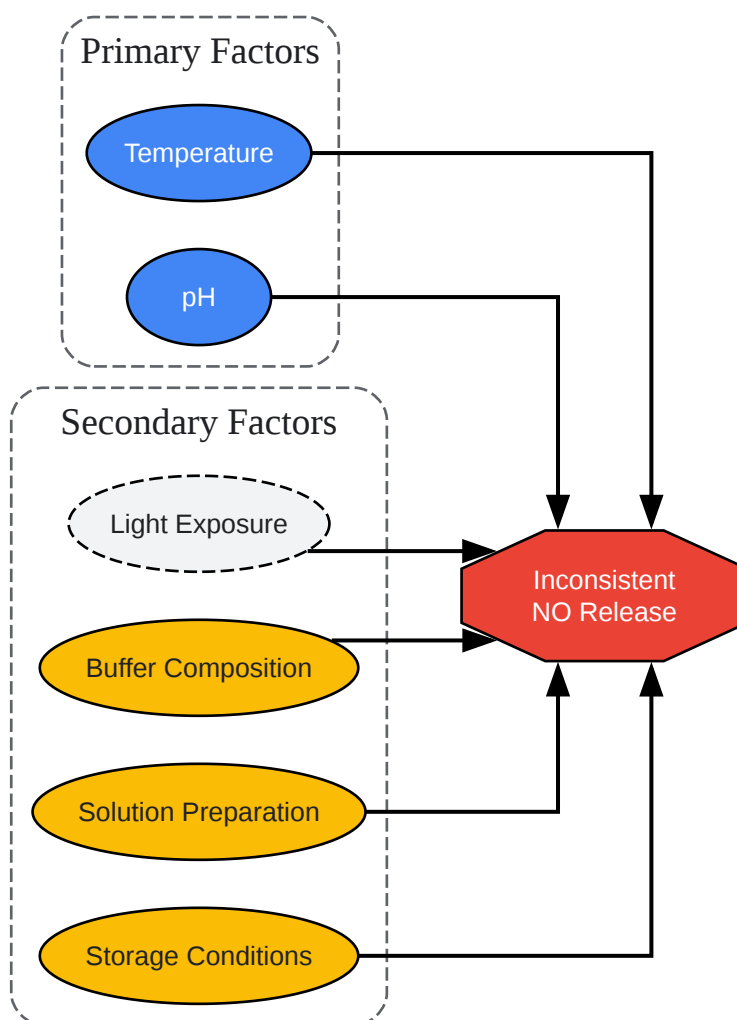 Primary Factors
Temperature
pH
Secondary Factors
Light Exposure
Inconsistent
NO Release
Buffer Composition
Solution Preparation
Storage Conditions